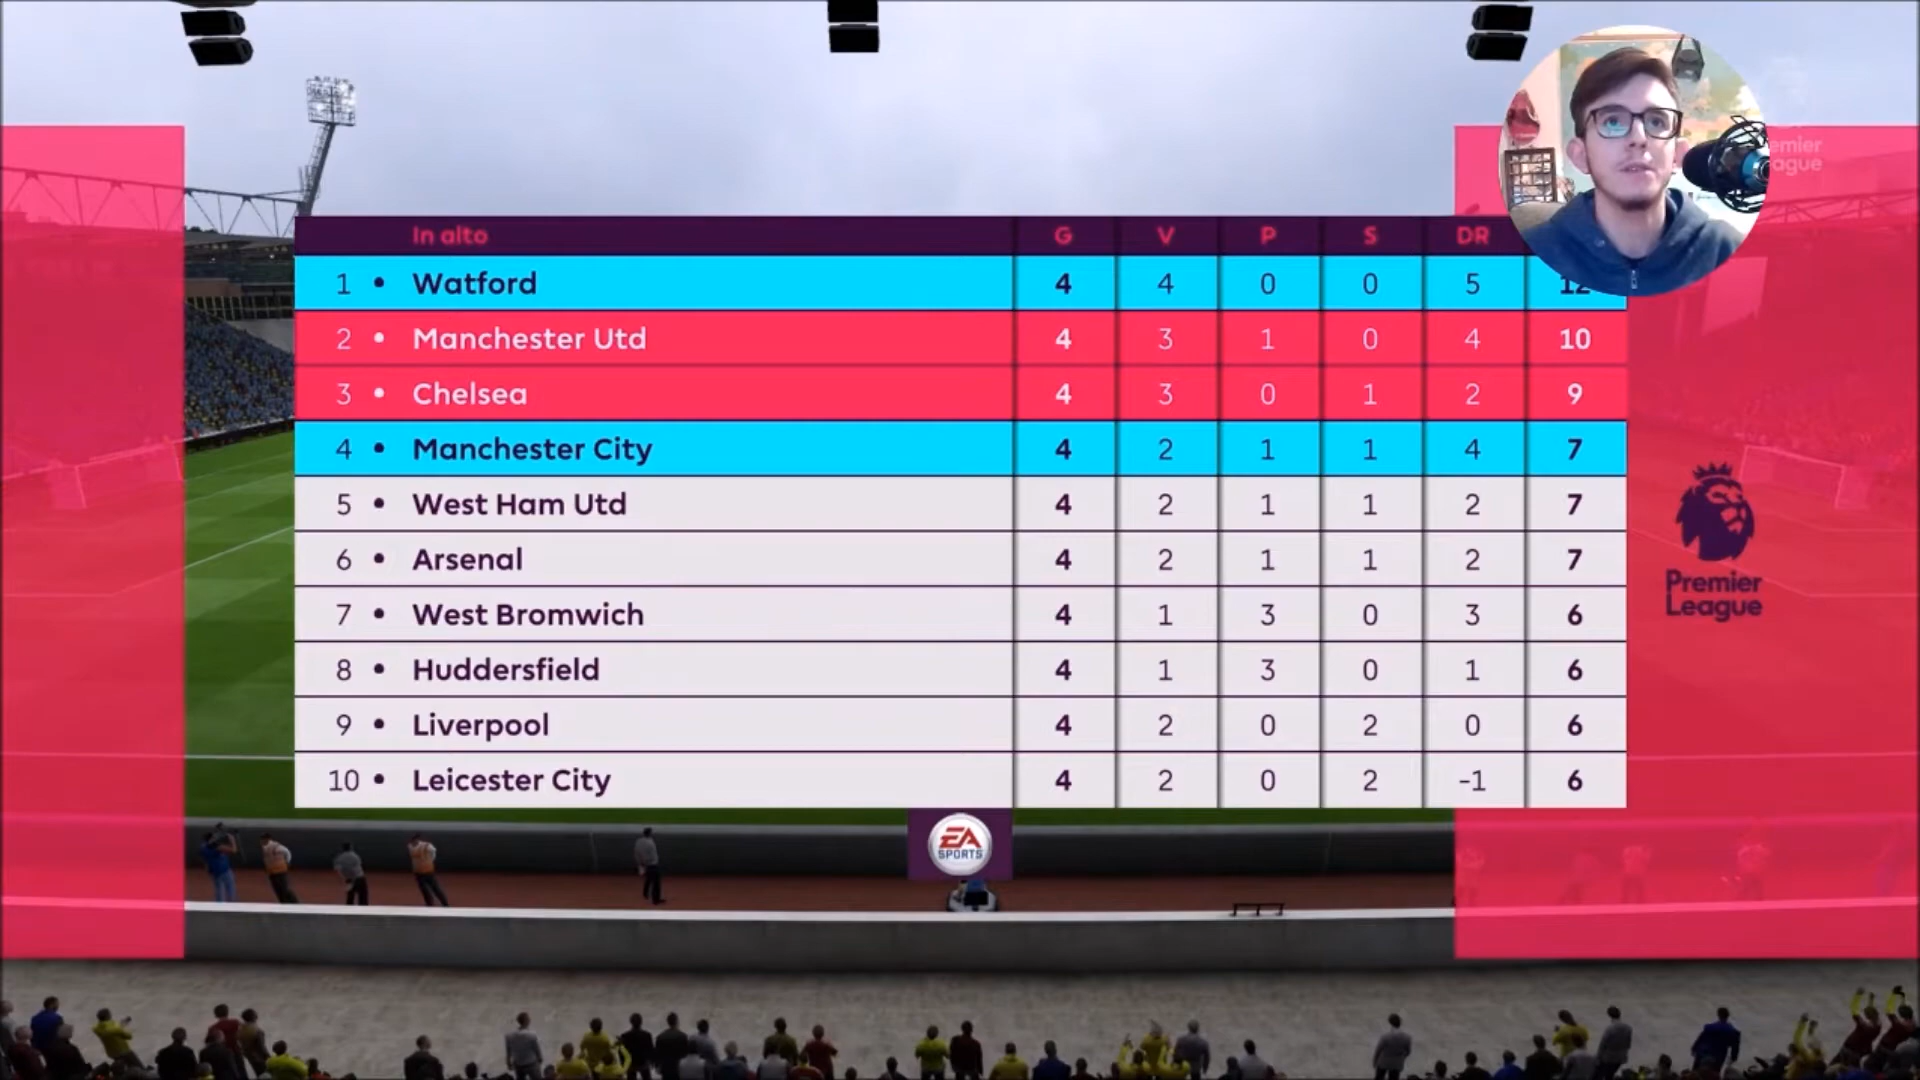 In alto G V P S DR
1 • Watford 4 4 0 0 5 12
2 • Manchester Utd 4 3 1 0 4 10
3 • Chelsea 4 3 0 1 2 9
4 • Manchester City 4 2 1 1 4 7
5 • West Ham Utd 4 2 1 1 2 7
6 • Arsenal 4 2 1 1 2 7
7 • West Bromwich 4 1 3 0 3 6
8 • Huddersfield 4 1 3 0 1 6
9 • Liverpool 4 2 0 2 0 6
10 • Leicester City 4 2 0 2 -1 6
emier
ague
Premier
League
EA
SPORTS